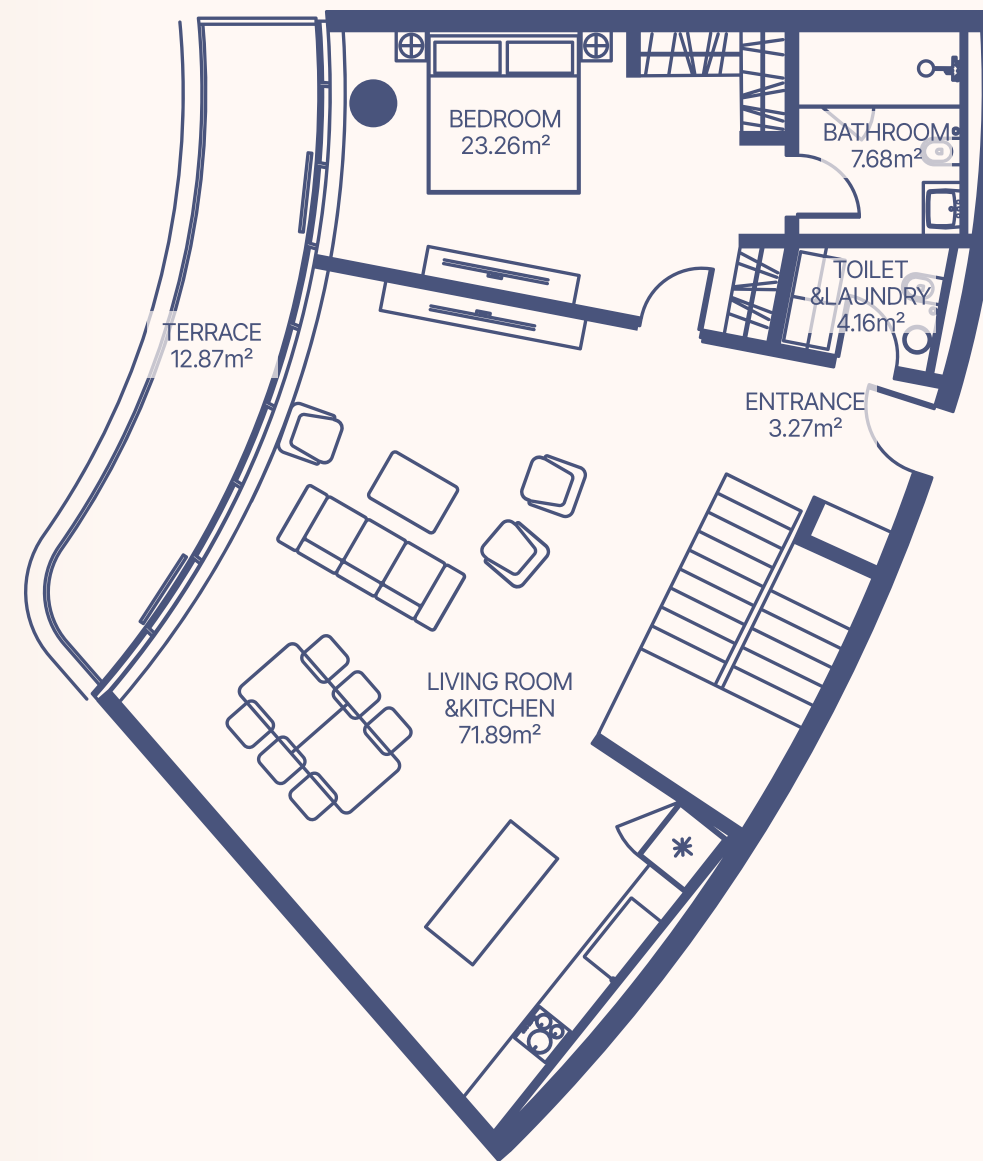 BEDROOM
23.26m²
BATHROOM
7.68m²
TOILET
&LAUNDRY
4.16m²
TERRACE
12.87m²
ENTRANCE
3.27m²
LIVING ROOM
&KITCHEN
71.89m²